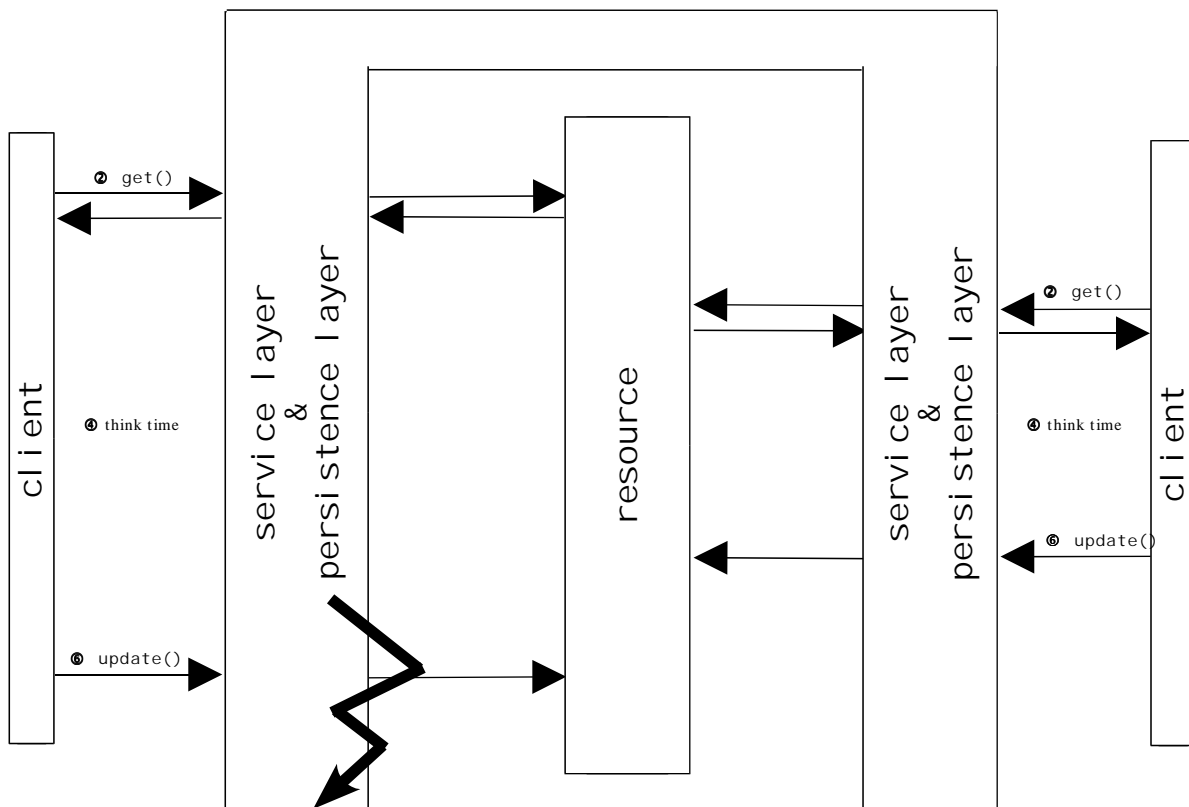 client
② get()
④ think time
⑥ update()
service layer
&
persistence layer
resource
service layer
&
persistence layer
② get()
④ think time
⑥ update()
client